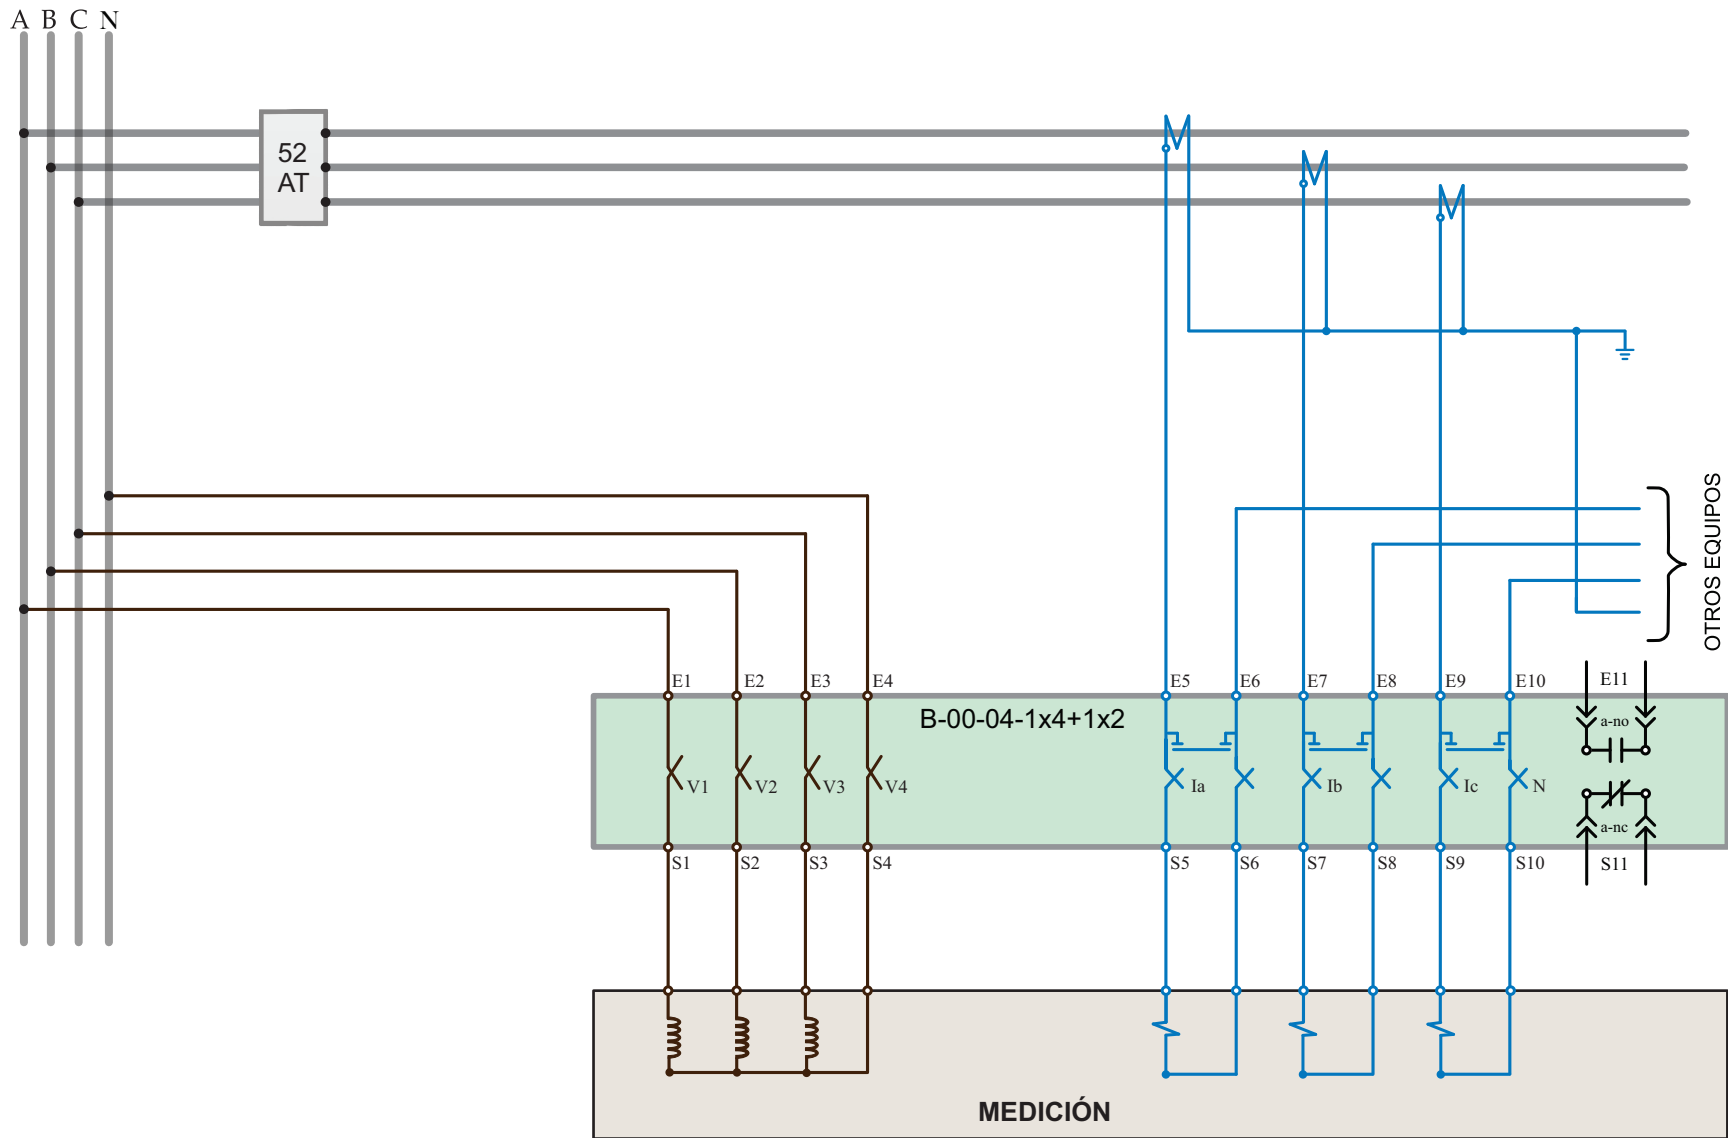 A B C N
52
AT
OTROS EQUIPOS
E1 E2 E3 E4 E5 E6 E7 E8 E9 E10 E11
B-00-04-1x4+1x2
a-no
V1 V2 V3 V4 Ia Ib Ic N
a-nc
S1 S2 S3 S4 S5 S6 S7 S8 S9 S10 S11
MEDICIÓN